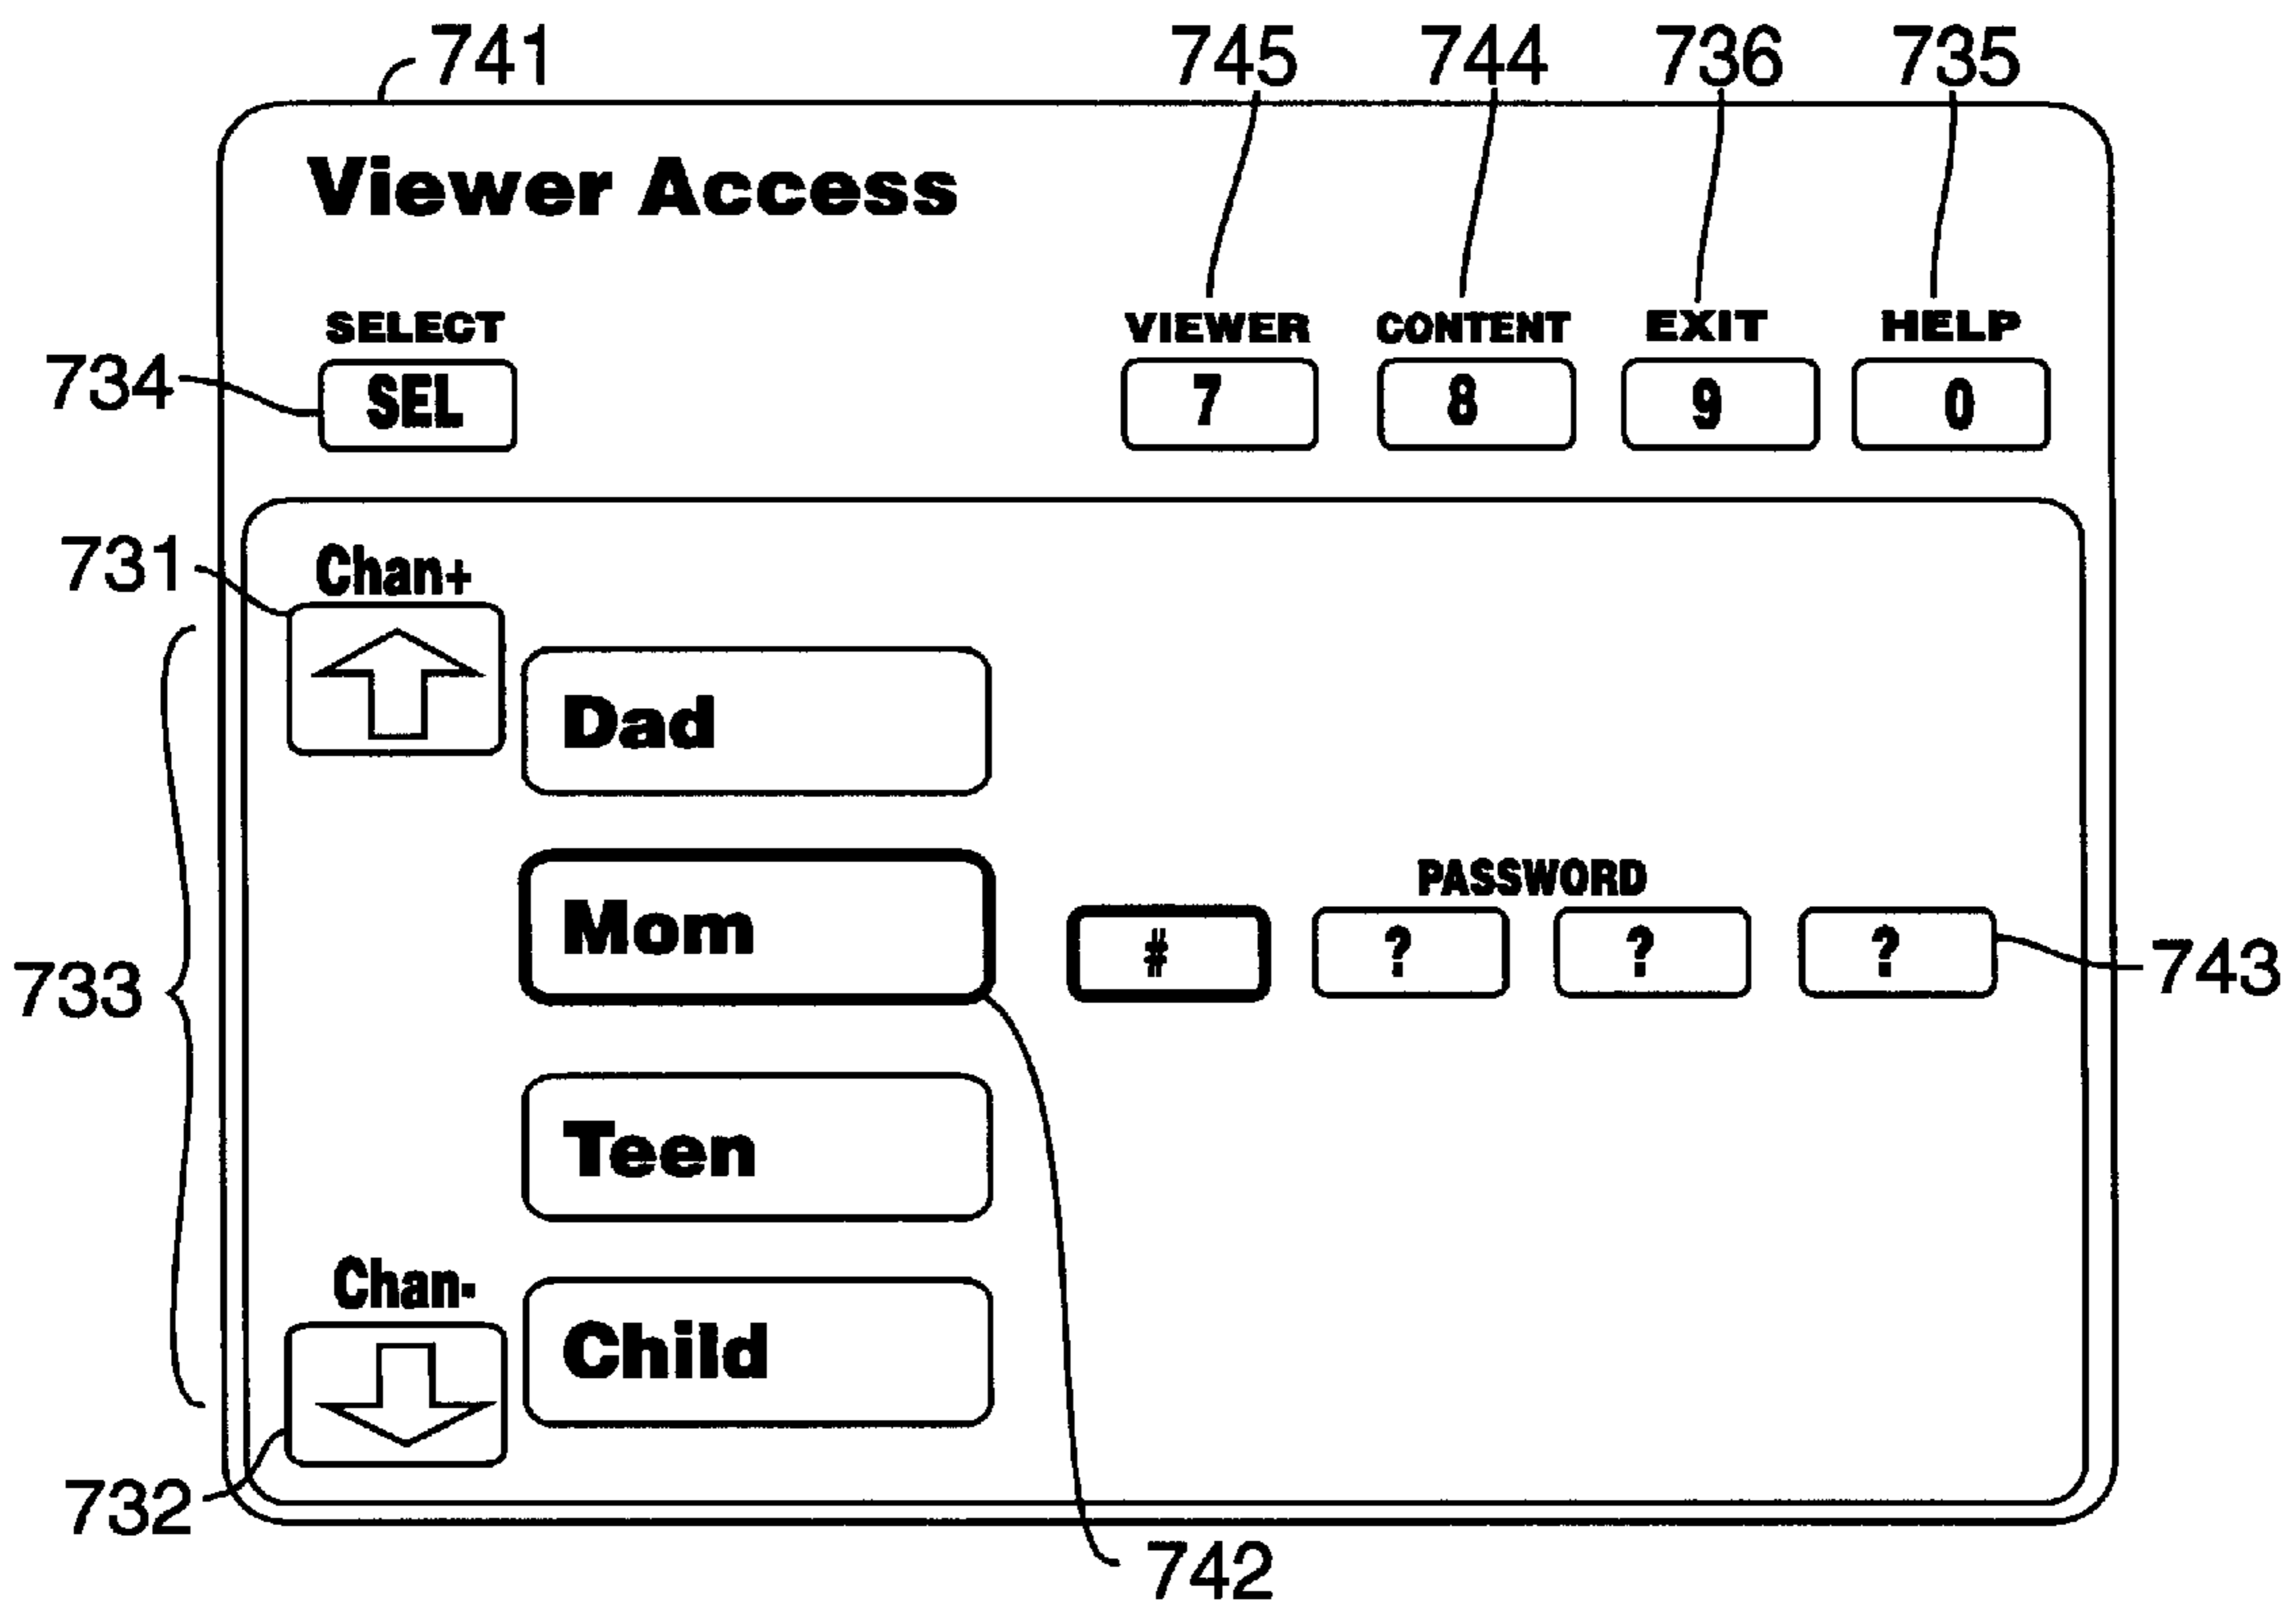 741 745 744 736 735
Viewer Access
SELECT VIEWER CONTENT EXIT HELP
734 SEL 7 8 9 0
731 Chan+
Dad
PASSWORD
733 Mom # ? ? ? 743
Teen
Chan-
Child
732
742